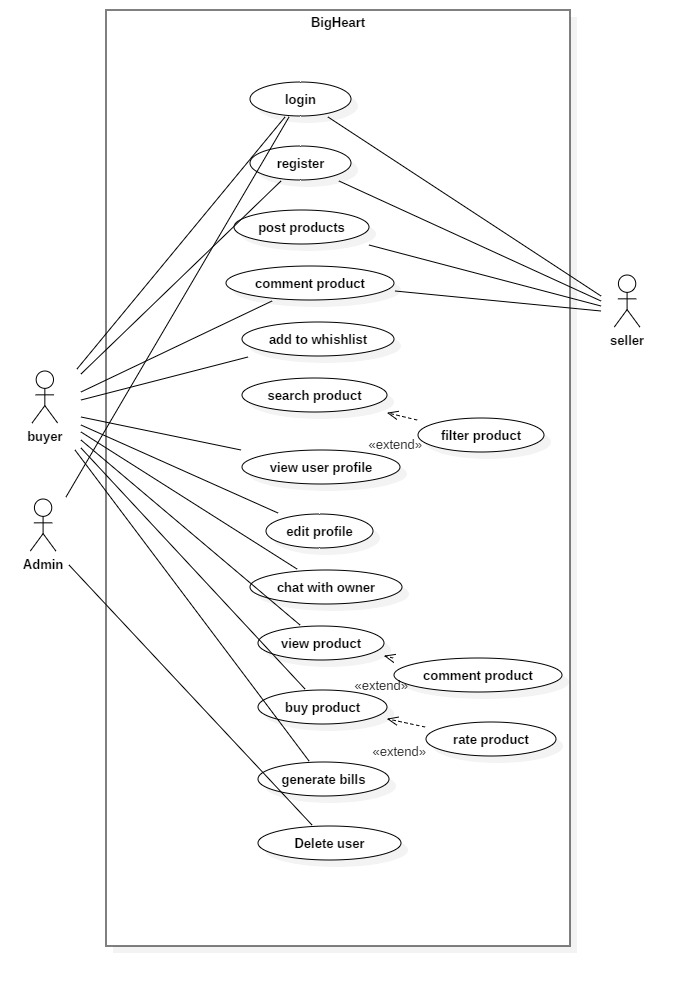 BigHeart
login
register
post products
comment product
add to whishlist
search product
filter product
«extend»
view user profile
edit profile
chat with owner
view product
comment product
«extend»
buy product
rate product
«extend»
generate bills
Delete user
buyer
Admin
seller